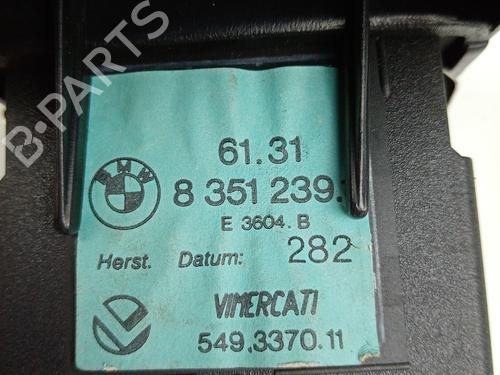 B-PARTS
BMW
61.31
8 351 239.
E 3604.B
Herst. Datum: 282
VIMERCATI
549.3370.11